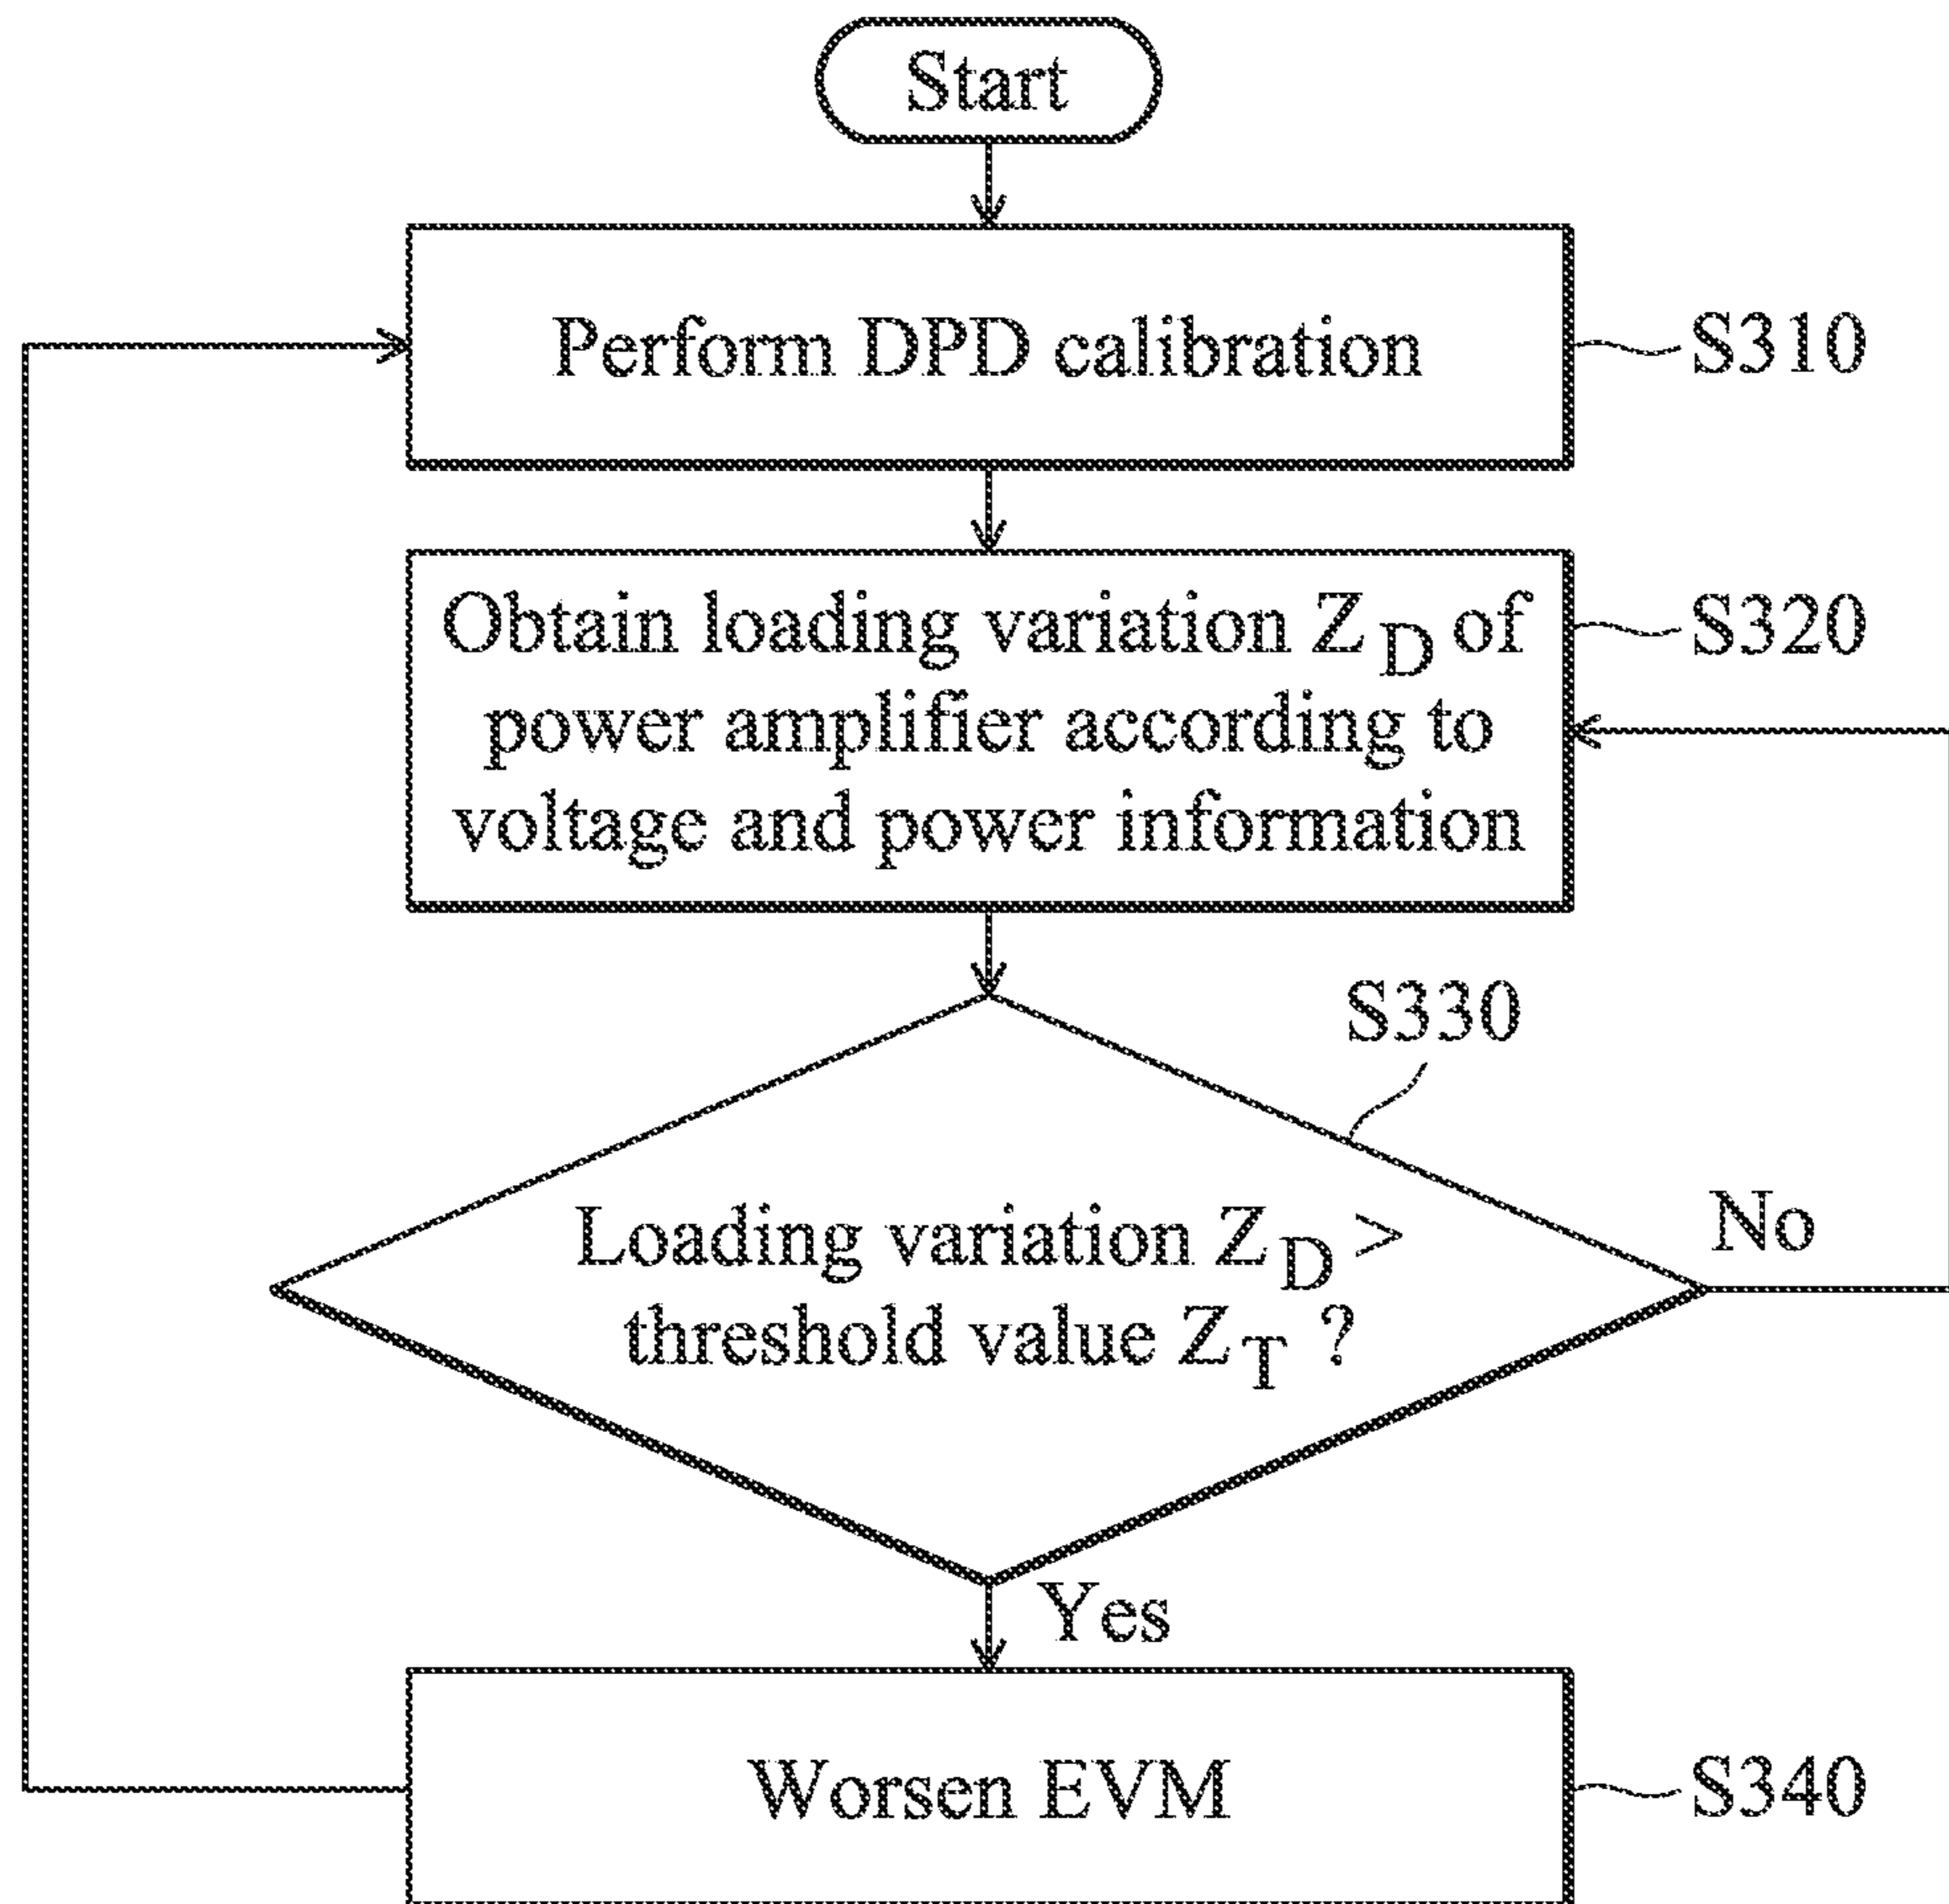 Start
Perform DPD calibration
S310
Obtain loading variation Z D of
power amplifier according to
voltage and power information
S320
S330
Loading variation Z D >
threshold value Z T ?
No
Yes
Worsen EVM
S340